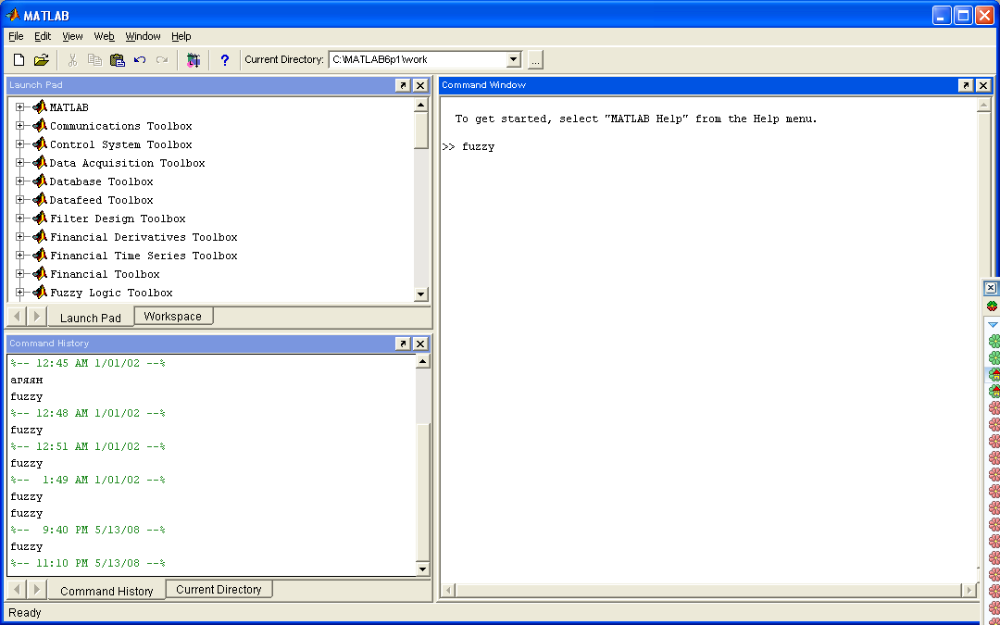 MATLAB
File Edit View Web Window Help
? Current Directory: C:\MATLAB6p1\work ...
Launch Pad
MATLAB
Communications Toolbox
Control System Toolbox
Data Acquisition Toolbox
Database Toolbox
Datafeed Toolbox
Filter Design Toolbox
Financial Derivatives Toolbox
Financial Time Series Toolbox
Financial Toolbox
Fuzzy Logic Toolbox
Launch Pad Workspace
Command History
%-- 12:45 AM 1/01/02 --%
агяян
fuzzy
%-- 12:48 AM 1/01/02 --%
fuzzy
%-- 12:51 AM 1/01/02 --%
fuzzy
%-- 1:49 AM 1/01/02 --%
fuzzy
fuzzy
%-- 9:40 PM 5/13/08 --%
fuzzy
%-- 11:10 PM 5/13/08 --%
Command History Current Directory
Command Window
To get started, select "MATLAB Help" from the Help menu.
>> fuzzy
Ready